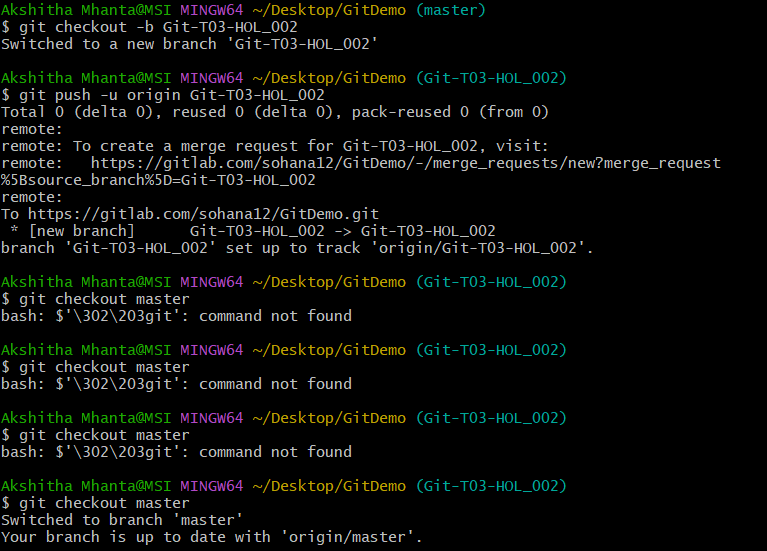 Akshitha Mhanta@MSI MINGW64 ~/Desktop/GitDemo (master)
$ git checkout -b Git-T03-HOL_002
Switched to a new branch 'Git-T03-HOL_002'
Akshitha Mhanta@MSI MINGW64 ~/Desktop/GitDemo (Git-T03-HOL_002)
$ git push -u origin Git-T03-HOL_002
Total 0 (delta 0), reused 0 (delta 0), pack-reused 0 (from 0)
remote:
remote: To create a merge request for Git-T03-HOL_002, visit:
remote:   https://gitlab.com/sohana12/GitDemo/-/merge_requests/new?merge_request
%5Bsource_branch%5D=Git-T03-HOL_002
remote:
To https://gitlab.com/sohana12/GitDemo.git
 * [new branch]      Git-T03-HOL_002 -> Git-T03-HOL_002
branch 'Git-T03-HOL_002' set up to track 'origin/Git-T03-HOL_002'.
Akshitha Mhanta@MSI MINGW64 ~/Desktop/GitDemo (Git-T03-HOL_002)
$ git checkout master
bash: $'\302\203git': command not found
Akshitha Mhanta@MSI MINGW64 ~/Desktop/GitDemo (Git-T03-HOL_002)
$ git checkout master
bash: $'\302\203git': command not found
Akshitha Mhanta@MSI MINGW64 ~/Desktop/GitDemo (Git-T03-HOL_002)
$ git checkout master
bash: $'\302\203git': command not found
Akshitha Mhanta@MSI MINGW64 ~/Desktop/GitDemo (Git-T03-HOL_002)
$ git checkout master
Switched to branch 'master'
Your branch is up to date with 'origin/master'.